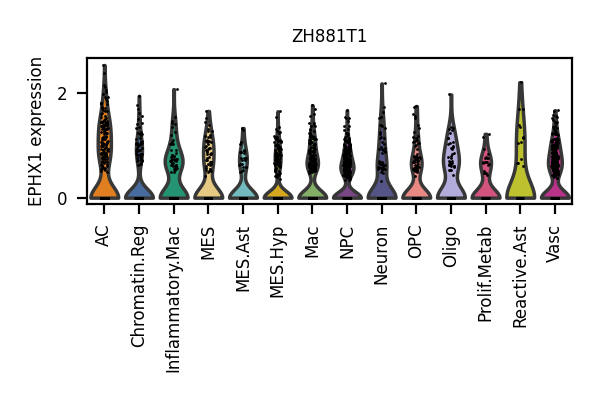 ZH881T1
EPHX1 expression
2
0
AC
Chromatin.Reg
Inflammatory.Mac
MES
MES.Ast
MES.Hyp
Mac
NPC
Neuron
OPC
Oligo
Prolif.Metab
Reactive.Ast
Vasc